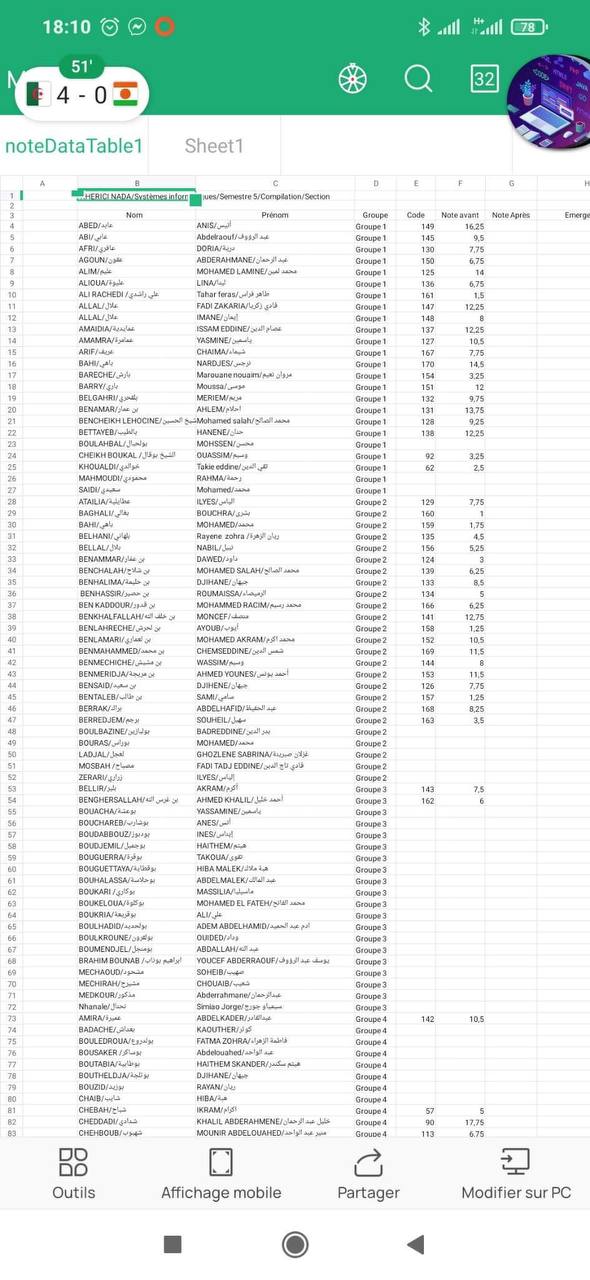 18:10
H+
78
51'
4 - 0
32
noteDataTable1 Sheet1
A B C D E F G H
1 HERICI NADA/Systèmes inforr ques/Semestre 5/Compilation/Section
2
3 Nom Prénom Groupe Code Note avant Note Après Emerge
4 ABED/عابد ANIS/أنيس Groupe 1 149 16,25
5 ABI/عابي Abdelraouf/عبد الرؤوف Groupe 1 145 9,5
6 AFRI/عافري DORIA/درية Groupe 1 130 7,75
7 AGOUN/عقون ABDERAHMANE/عبد الرحمان Groupe 1 150 6,75
8 ALIM/عليم MOHAMED LAMINE/محمد لمين Groupe 1 125 14
9 ALIOUA/عليوة LINA/لينا Groupe 1 136 6,75
10 ALI RACHEDI /علي راشدي Tahar feras/طاهر فراس Groupe 1 161 1,5
11 ALLAL/علال FADI ZAKARIA/فادي زكريا Groupe 1 147 12,25
12 ALLAL/علال IMANE/إيمان Groupe 1 148 8
13 AMAIDIA/عمايدية ISSAM EDDINE/عصام الدين Groupe 1 137 12,25
14 AMAMRA/عمامرة YASMINE/ياسمين Groupe 1 127 10,5
15 ARIF/عريف CHAIMA/شيماء Groupe 1 167 7,75
16 BAHI/باهي NARDJES/نرجس Groupe 1 170 14,5
17 BARECHE/بارش Marouane nouaim/مروان نعيم Groupe 1 154 3,25
18 BARRY/باري Moussa/موسى Groupe 1 151 12
19 BELGAHRI/بلقحري MERIEM/مريم Groupe 1 132 9,75
20 BENAMAR/بن عمار AHLEM/احلام Groupe 1 131 13,75
21 BENCHEIKH LEHOCINE/بن شيخ الحسين Mohamed salah/محمد الصالح Groupe 1 128 9,25
22 BETTAYEB/بالطيب HANENE/حنان Groupe 1 138 12,25
23 BOULAHBAL/بولحبال MOHSSEN/محسن Groupe 1
24 CHEIKH BOUKAL /الشيخ بوقال OUASSIM/وسيم Groupe 1 92 3,25
25 KHOUALDI/خوالدي Takie eddine/تقي الدين Groupe 1 62 2,5
26 MAHMOUDI/محمودي RAHMA/رحمة Groupe 1
27 SAIDI/سعيدي Mohamed/محمد Groupe 1
28 ATAILIA/عطايلية ILYES/الياس Groupe 2 129 7,75
29 BAGHALI/بغالي BOUCHRA/بشرى Groupe 2 160 1
30 BAHI/باهي MOHAMED/محمد Groupe 2 159 1,75
31 BELHANI/بلهاني Rayene zohra /ريان الزهرة Groupe 2 135 4,5
32 BELLAL/بلال NABIL/نبيل Groupe 2 156 5,25
33 BENAMMAR/بن عمار DAWED/داود Groupe 2 124 3
34 BENCHALAH/بن شلاح MOHAMED SALAH/محمد الصالح Groupe 2 139 6,25
35 BENHALIMA/بن حليمة DJIHANE/جيهان Groupe 2 133 8,5
36 BENHASSIR/بن حصير ROUMAISSA/الرميصاء Groupe 2 134 5
37 BEN KADDOUR/بن قدور MOHAMMED RACIM/محمد رسيم Groupe 2 166 6,25
38 BENKHALFALLAH/بن خلف الله MONCEF/منصف Groupe 2 141 12,75
39 BENLAHRECHE/بن لحرش AYOUB/أيوب Groupe 2 158 1,25
40 BENLAMARI/بن لعماري MOHAMED AKRAM/محمد اكرم Groupe 2 152 10,5
41 BENMAHAMMED/بن محمد CHEMSEDDINE/شمس الدين Groupe 2 169 11,5
42 BENMECHICHE/بن مشيش WASSIM/وسيم Groupe 2 144 8
43 BENMERIDJA/بن مريجة AHMED YOUNES/أحمد يونس Groupe 2 153 11,5
44 BENSAID/بن سعيد DJIHENE/جيهان Groupe 2 126 7,75
45 BENTALEB/بن طالب SAMI/سامي Groupe 2 157 1,25
46 BERRAK/براك ABDELHAFID/عبد الحفيظ Groupe 2 168 8,25
47 BERREDJEM/برجم SOUHEIL/سهيل Groupe 2 163 3,5
48 BOULBAZINE/بولبازين BADREDDINE/بدر الدين Groupe 2
49 BOURAS/بوراس MOHAMED/محمد Groupe 2
50 LADJAL/لعجل GHOZLENE SABRINA/غزلان صبرينة Groupe 2
51 MOSBAH /مصباح FADI TADJ EDDINE/فادي تاج الدين Groupe 2
52 ZERARI/زراري ILYES/إلياس Groupe 2
53 BELLIR/بلير AKRAM/أكرم Groupe 3 143 7,5
54 BENGHERSALLAH/بن غرس الله AHMED KHALIL/أحمد خليل Groupe 3 162 6
55 BOUACHA/بوعشة YASSAMINE/ياسمين Groupe 3
56 BOUCHAREB/بوشارب ANES/أنس Groupe 3
57 BOUDABBOUZ/بودبوز INES/إيناس Groupe 3
58 BOUDJEMIL/بوجميل HAITHEM/هيثم Groupe 3
59 BOUGUERRA/بوقرة TAKOUA/تقوى Groupe 3
60 BOUGUETTAYA/بوقطاية HIBA MALEK/هبة ملاك Groupe 3
61 BOUHALASSA/بوحلاسة ABDELMALEK/عبد المالك Groupe 3
62 BOUKARI /بوكاري MASSILIA/ماسيليا Groupe 3
63 BOUKELOUA/بوكلوة MOHAMED EL FATEH/محمد الفاتح Groupe 3
64 BOUKRIA/بوقريعة ALI/علي Groupe 3
65 BOULHADID/بولحديد ADEM ABDELHAMID/ادم عبد الحميد Groupe 3
66 BOULKROUNE/بولقرون OUIDED/وداد Groupe 3
67 BOUMENDJEL/بومنجل ABDALLAH/عبد الله Groupe 3
68 BRAHIM BOUNAB /ابراهيم بوناب YOUCEF ABDERRAOUF/يوسف عبد الرؤوف Groupe 3
69 MECHAOUD/مشحود SOHEIB/صهيب Groupe 3
70 MECHIRAH/مشيرح CHOUAIB/شعيب Groupe 3
71 MEDKOUR/مذكور Abderrahmane/عبدالرحمان Groupe 3
72 Nhanale/نحنال Simiao Jorge/سيمياو جورج Groupe 3
73 AMIRA/عميرة ABDELKADER/عبدالقادر Groupe 4 142 10,5
74 BADACHE/بعداش KAOUTHER/كوثر Groupe 4
75 BOULEDROUA/بولدروع FATMA ZOHRA/فاطمة الزهراء Groupe 4
76 BOUSAKER /بوساكر Abdelouahed/عبد الواحد Groupe 4
77 BOUTABIA/بوطابية HAITHEM SKANDER/هيثم سكندر Groupe 4
78 BOUTHELDJA/بوثلجة DJIHANE/جيهان Groupe 4
79 BOUZID/بوزيد RAYAN/ريان Groupe 4
80 CHAIB/شايب HIBA/هبة Groupe 4
81 CHEBAH/شباح IKRAM/اكرام Groupe 4 57 5
82 CHEDDADI/شدادي KHALIL ABDERAHMENE/خليل عبد الرحمان Groupe 4 90 17,75
83 CHEHBOUB/شهبوب MOUNIR ABDELOUAHED/منير عبد الواحد Groupe 4 113 6,75
Outils Affichage mobile Partager Modifier sur PC